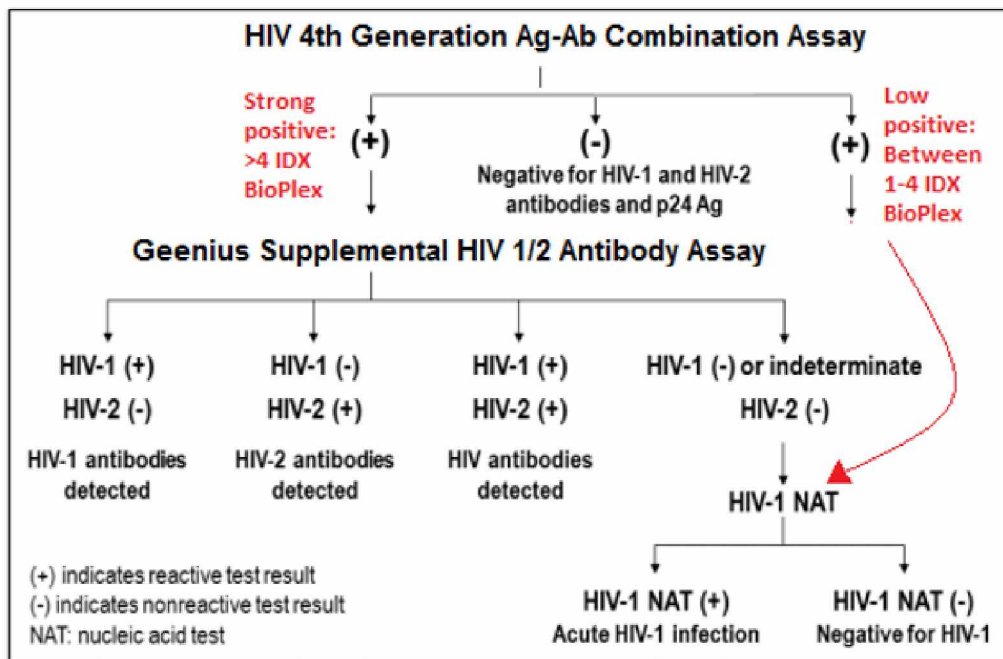 HIV 4th Generation Ag-Ab Combination Assay
Strong
positive:
>4 IDX
BioPlex
(+)
(-)
Negative for HIV-1 and HIV-2
antibodies and p24 Ag
(+)
Low
positive:
Between
1-4 IDX
BioPlex
Geenius Supplemental HIV 1/2 Antibody Assay
HIV-1 (+)
HIV-2 (-)
HIV-1 antibodies
detected
HIV-1 (-)
HIV-2 (+)
HIV-2 antibodies
detected
HIV-1 (+)
HIV-2 (+)
HIV antibodies
detected
HIV-1 (-) or indeterminate
HIV-2 (-)
HIV-1 NAT
HIV-1 NAT (+)
Acute HIV-1 infection
HIV-1 NAT (-)
Negative for HIV-1
(+) indicates reactive test result
(-) indicates nonreactive test result
NAT: nucleic acid test